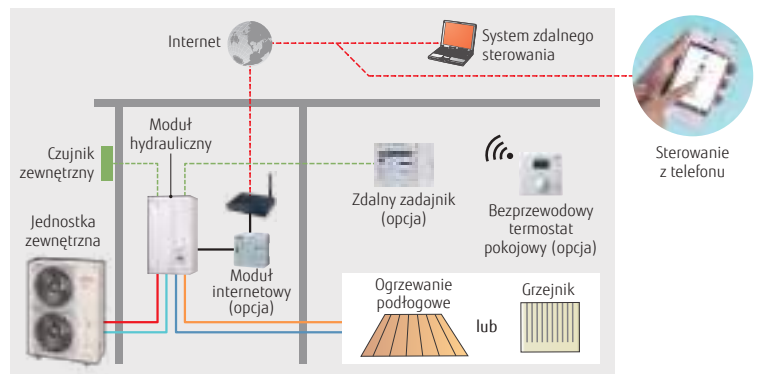 Internet
System zdalnego
sterowania
Sterowanie
z telefonu
Moduł
hydrauliczny
Czujnik
zewnętrzny
Zdalny zadajnik
(opcja)
Bezprzewodowy
termostat
pokojowy (opcja)
Jednostka
zewnętrzna
Moduł
internetowy
(opcja)
Ogrzewanie
podłogowe
lub
Grzejnik